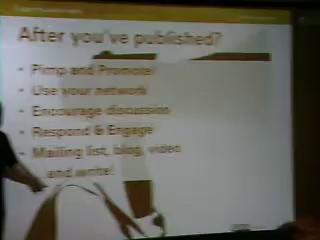 After you've published?
- Pimp and Promote!
- Use your network
- Encourage discussion
- Respond & Engage
- Mailing list, blog, video
and write!